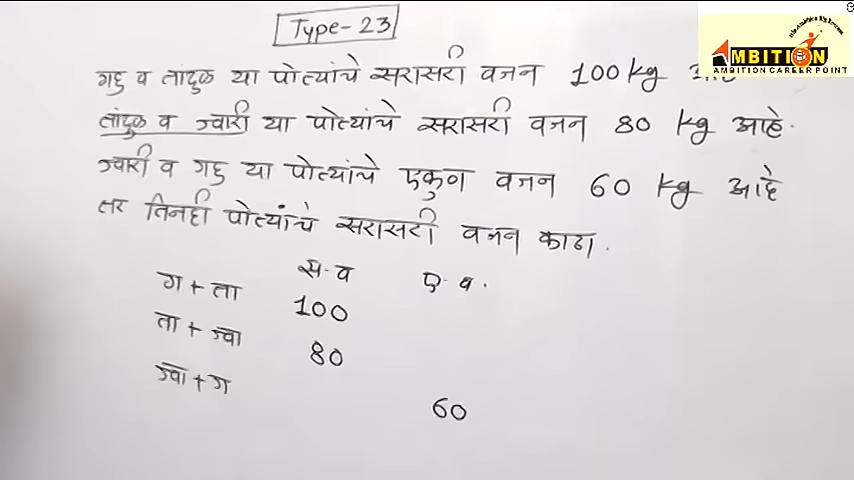 Type-23
AMBITION
AMBITION CAREER POINT
गहु व तांदुळ या पोत्यांचे सरासरी वजन 100 kg
तांदुळ व ज्वारी या पोत्यांचे सरासरी वजन 80 kg आहे.
ज्वारी व गहु या पोत्यांचे एकुण वजन 60 kg आहे
तर तिनही पोत्यांचे सरासरी वजन काढा.
स.व ए.व.
ग + ता 100
ता + ज्वा 80
ज्वा + ग 60